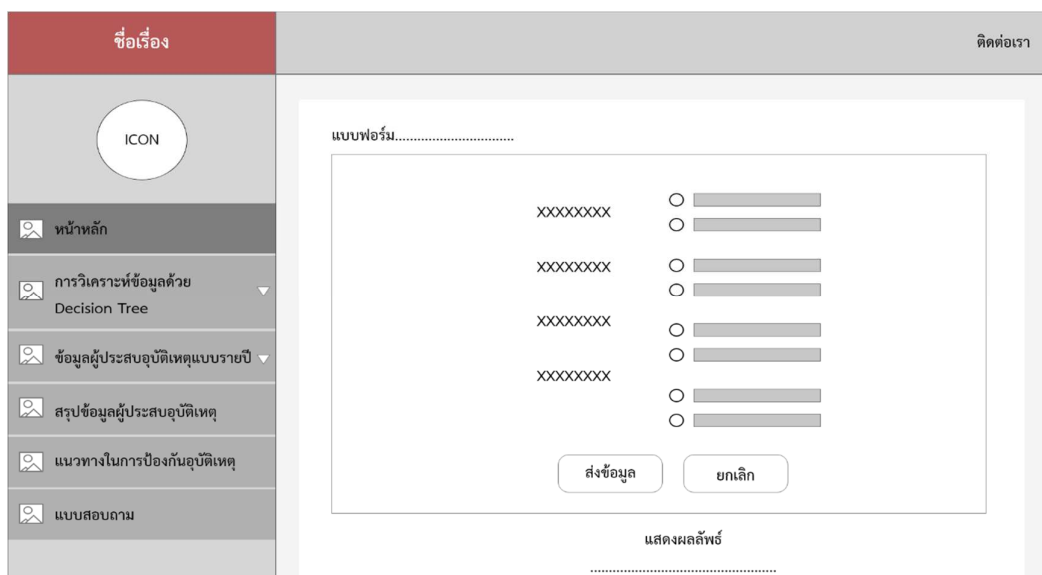 ชื่อเรื่อง
ติดต่อเรา
ICON
หน้าหลัก
การวิเคราะห์ข้อมูลด้วย
Decision Tree
ข้อมูลผู้ประสบอุบัติเหตุแบบรายปี
สรุปข้อมูลผู้ประสบอุบัติเหตุ
แนวทางในการป้องกันอุบัติเหตุ
แบบสอบถาม
แบบฟอร์ม................................
XXXXXXXX
XXXXXXXX
XXXXXXXX
XXXXXXXX
ส่งข้อมูล
ยกเลิก
แสดงผลลัพธ์
..................................................